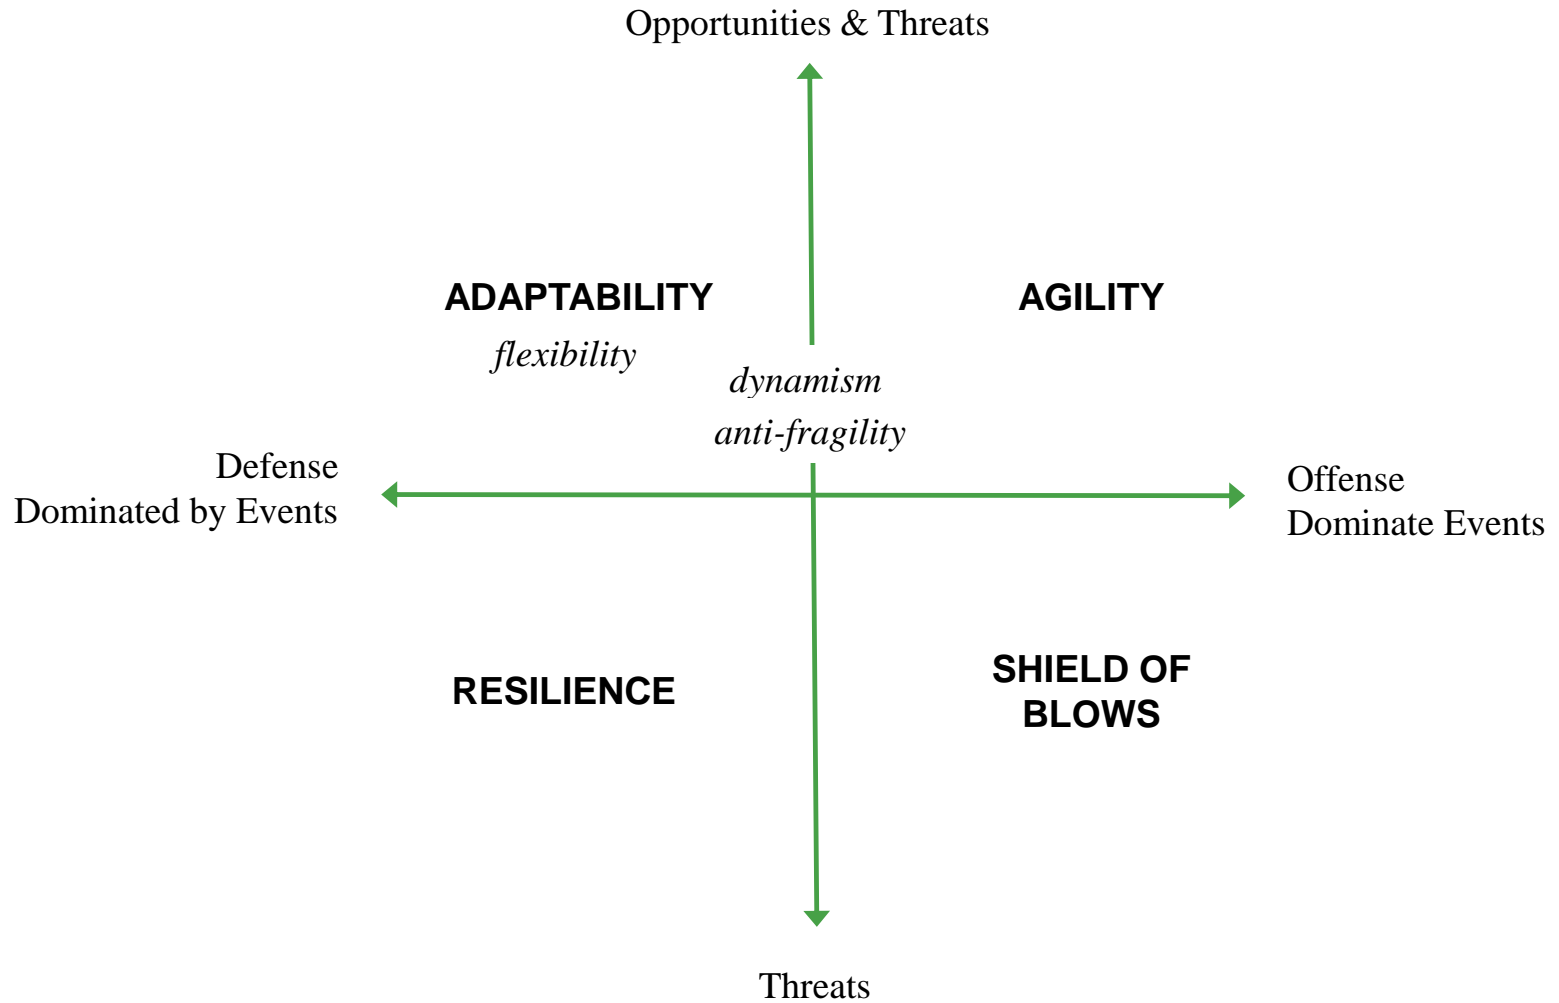 Opportunities & Threats
ADAPTABILITY
AGILITY
flexibility
dynamism
anti-fragility
Defense
Dominated by Events
Offense
Dominate Events
RESILIENCE
SHIELD OF
BLOWS
Threats